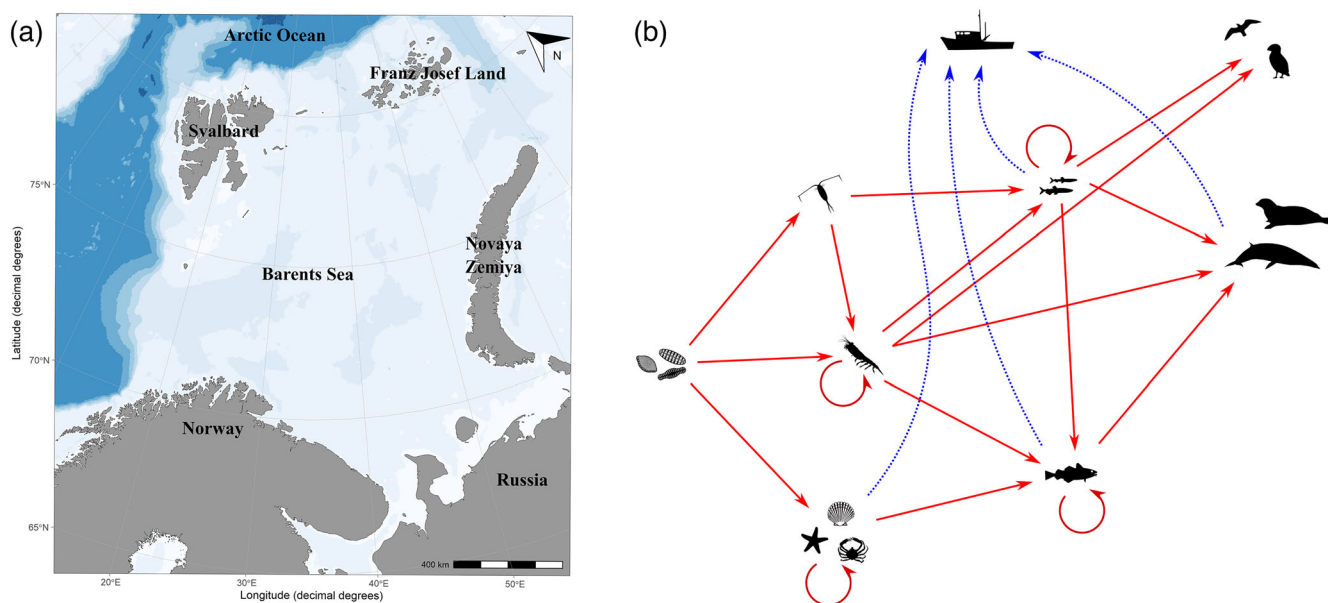 (a)
Arctic Ocean
N
Franz Josef Land
Svalbard
75°N
Novaya
Zemiya
Barents Sea
Latitude (decimal degrees)
70°N
Norway
Russia
65°N
400 km
20°E
30°E
40°E
50°E
Longitude (decimal degrees)
(b)